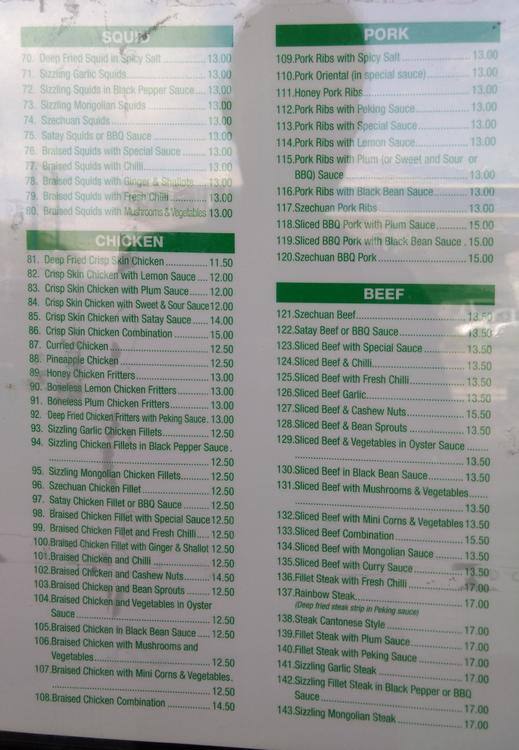 SQUID
70. Deep Fried Squid in Spicy Salt 13.00
71. Sizzling Garlic Squids 13.00
72. Sizzling Squids in Black Pepper Sauce 13.00
73. Sizzling Mongolian Squids 13.00
74. Szechuan Squids 13.00
75. Satay Squids or BBQ Sauce 13.00
76. Braised Squids with Special Sauce 13.00
77. Braised Squids with Chilli 13.00
78. Braised Squids with Ginger & Shallots 13.00
79. Braised Squids with Fresh Chilli 13.00
80. Braised Squids with Mushrooms & Vegetables 13.00
CHICKEN
81. Deep Fried Crisp Skin Chicken 11.50
82. Crisp Skin Chicken with Lemon Sauce 12.00
83. Crisp Skin Chicken with Plum Sauce 12.00
84. Crisp Skin Chicken with Sweet & Sour Sauce 12.00
85. Crisp Skin Chicken with Satay Sauce 14.00
86. Crisp Skin Chicken Combination 15.00
87. Curried Chicken 12.50
88. Pineapple Chicken 12.50
89. Honey Chicken Fritters 13.00
90. Boneless Lemon Chicken Fritters 13.00
91. Boneless Plum Chicken Fritters 13.00
92. Deep Fried Chicken Fritters with Peking Sauce 13.00
93. Sizzling Garlic Chicken Fillets 12.50
94. Sizzling Chicken Fillets in Black Pepper Sauce
12.50
95. Sizzling Mongolian Chicken Fillets 12.50
96. Szechuan Chicken Fillet 12.50
97. Satay Chicken Fillet or BBQ Sauce 12.50
98. Braised Chicken Fillet with Special Sauce 12.50
99. Braised Chicken Fillet and Fresh Chilli 12.50
100. Braised Chicken Fillet with Ginger & Shallot 12.50
101. Braised Chicken and Chilli 12.50
102. Braised Chicken and Cashew Nuts 14.50
103. Braised Chicken and Bean Sprouts 12.50
104. Braised Chicken and Vegetables in Oyster
Sauce 12.50
105. Braised Chicken in Black Bean Sauce 12.50
106. Braised Chicken with Mushrooms and
Vegetables 12.50
107. Braised Chicken with Mini Corns & Vegetables
12.50
108. Braised Chicken Combination 14.50
PORK
109. Pork Ribs with Spicy Salt 13.00
110. Pork Oriental (in special sauce) 13.00
111. Honey Pork Ribs 13.00
112. Pork Ribs with Peking Sauce 13.00
113. Pork Ribs with Special Sauce 13.00
114. Pork Ribs with Lemon Sauce 13.00
115. Pork Ribs with Plum (or Sweet and Sour or
BBQ) Sauce 13.00
116. Pork Ribs with Black Bean Sauce 13.00
117. Szechuan Pork Ribs 13.00
118. Sliced BBQ Pork with Plum Sauce 15.00
119. Sliced BBQ Pork with Black Bean Sauce 15.00
120. Szechuan BBQ Pork 15.00
BEEF
121. Szechuan Beef 13.50
122. Satay Beef or BBQ Sauce 13.50
123. Sliced Beef with Special Sauce 13.50
124. Sliced Beef & Chilli 13.50
125. Sliced Beef with Fresh Chilli 13.50
126. Sliced Beef Garlic 13.50
127. Sliced Beef & Cashew Nuts 15.50
128. Sliced Beef & Bean Sprouts 13.50
129. Sliced Beef & Vegetables in Oyster Sauce
13.50
130. Sliced Beef in Black Bean Sauce 13.50
131. Sliced Beef with Mushrooms & Vegetables
13.50
132. Sliced Beef with Mini Corns & Vegetables 13.50
133. Sliced Beef Combination 15.50
134. Sliced Beef with Mongolian Sauce 13.50
135. Sliced Beef with Curry Sauce 13.50
136. Fillet Steak with Fresh Chilli 17.00
137. Rainbow Steak 17.00
(Deep fried steak strip in Peking sauce)
138. Steak Cantonese Style 17.00
139. Fillet Steak with Plum Sauce 17.00
140. Fillet Steak with Peking Sauce 17.00
141. Sizzling Garlic Steak 17.00
142. Sizzling Fillet Steak in Black Pepper or BBQ
Sauce 17.00
143. Sizzling Mongolian Steak 17.00